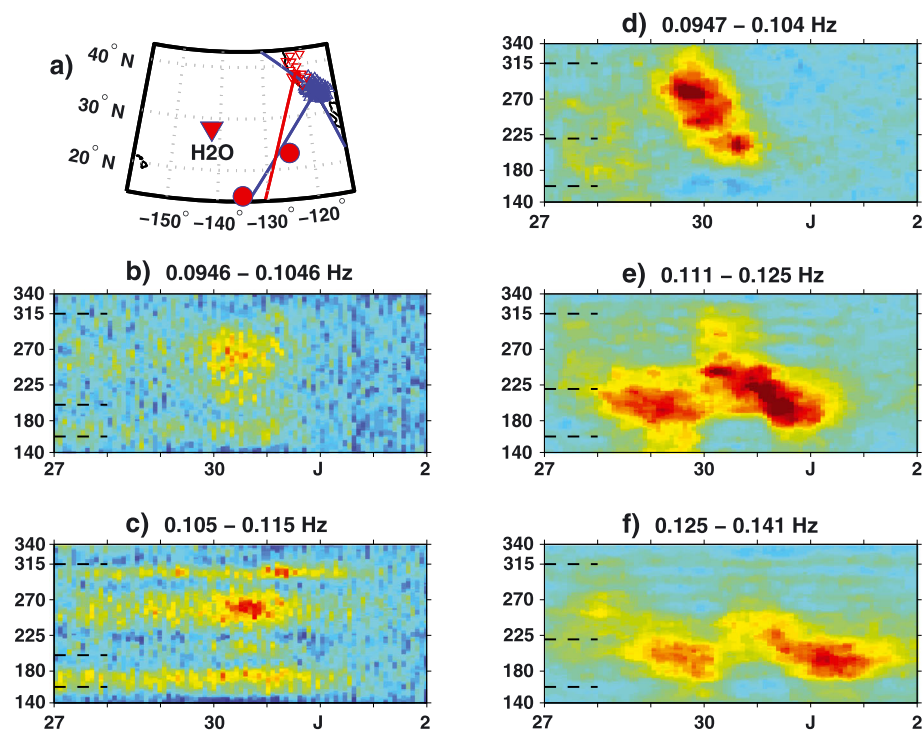 a)
40° N
30° N
20° N
H2O
−150° −140° −130° −120°
b) 0.0946 − 0.1046 Hz
340
315
270
225
180
140
27 30 J 2
c) 0.105 − 0.115 Hz
340
315
270
225
180
140
27 30 J 2
d) 0.0947 − 0.104 Hz
340
315
270
220
180
140
27 30 J 2
e) 0.111 − 0.125 Hz
340
315
270
225
180
140
27 30 J 2
f) 0.125 − 0.141 Hz
340
315
270
225
180
140
27 30 J 2